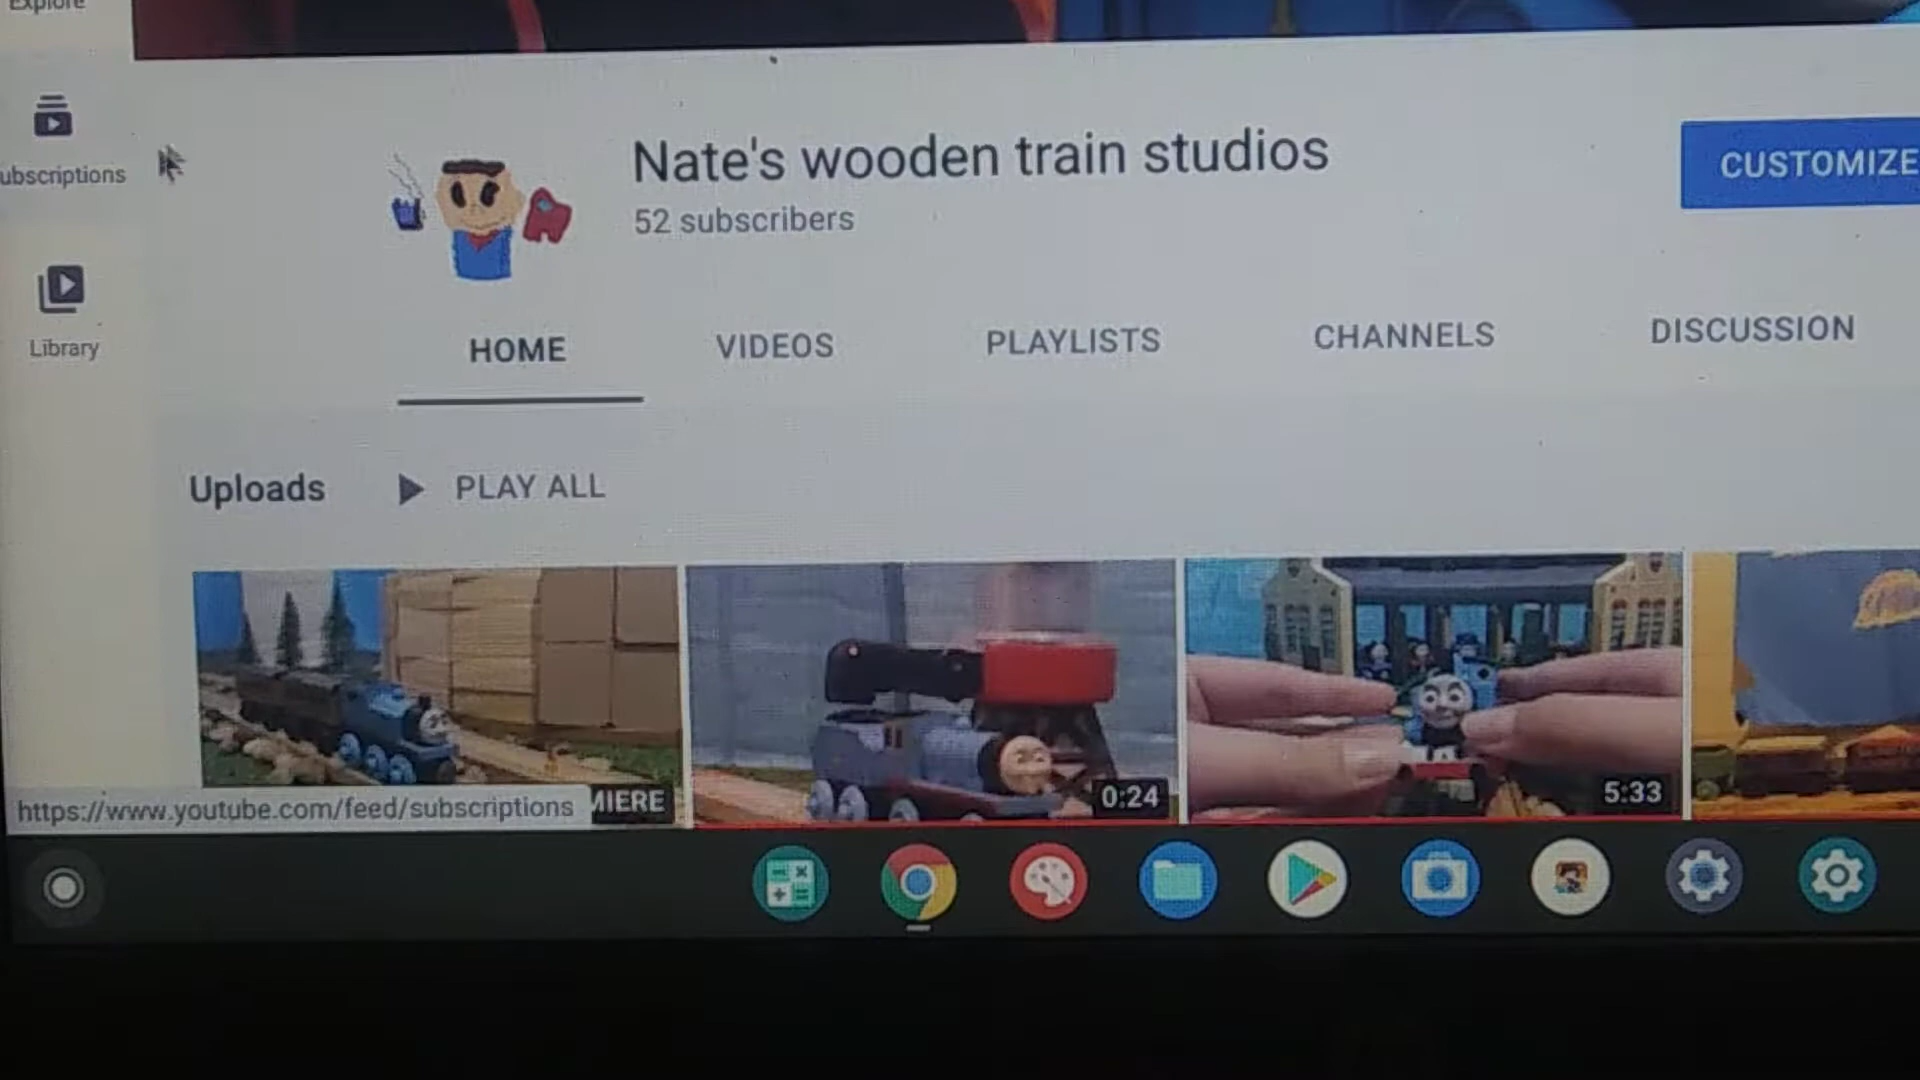 Explore
ubscriptions
Library
Nate's wooden train studios
52 subscribers
CUSTOMIZE
HOME
VIDEOS
PLAYLISTS
CHANNELS
DISCUSSION
Uploads
PLAY ALL
MIERE
0:24
5:33
https://www.youtube.com/feed/subscriptions